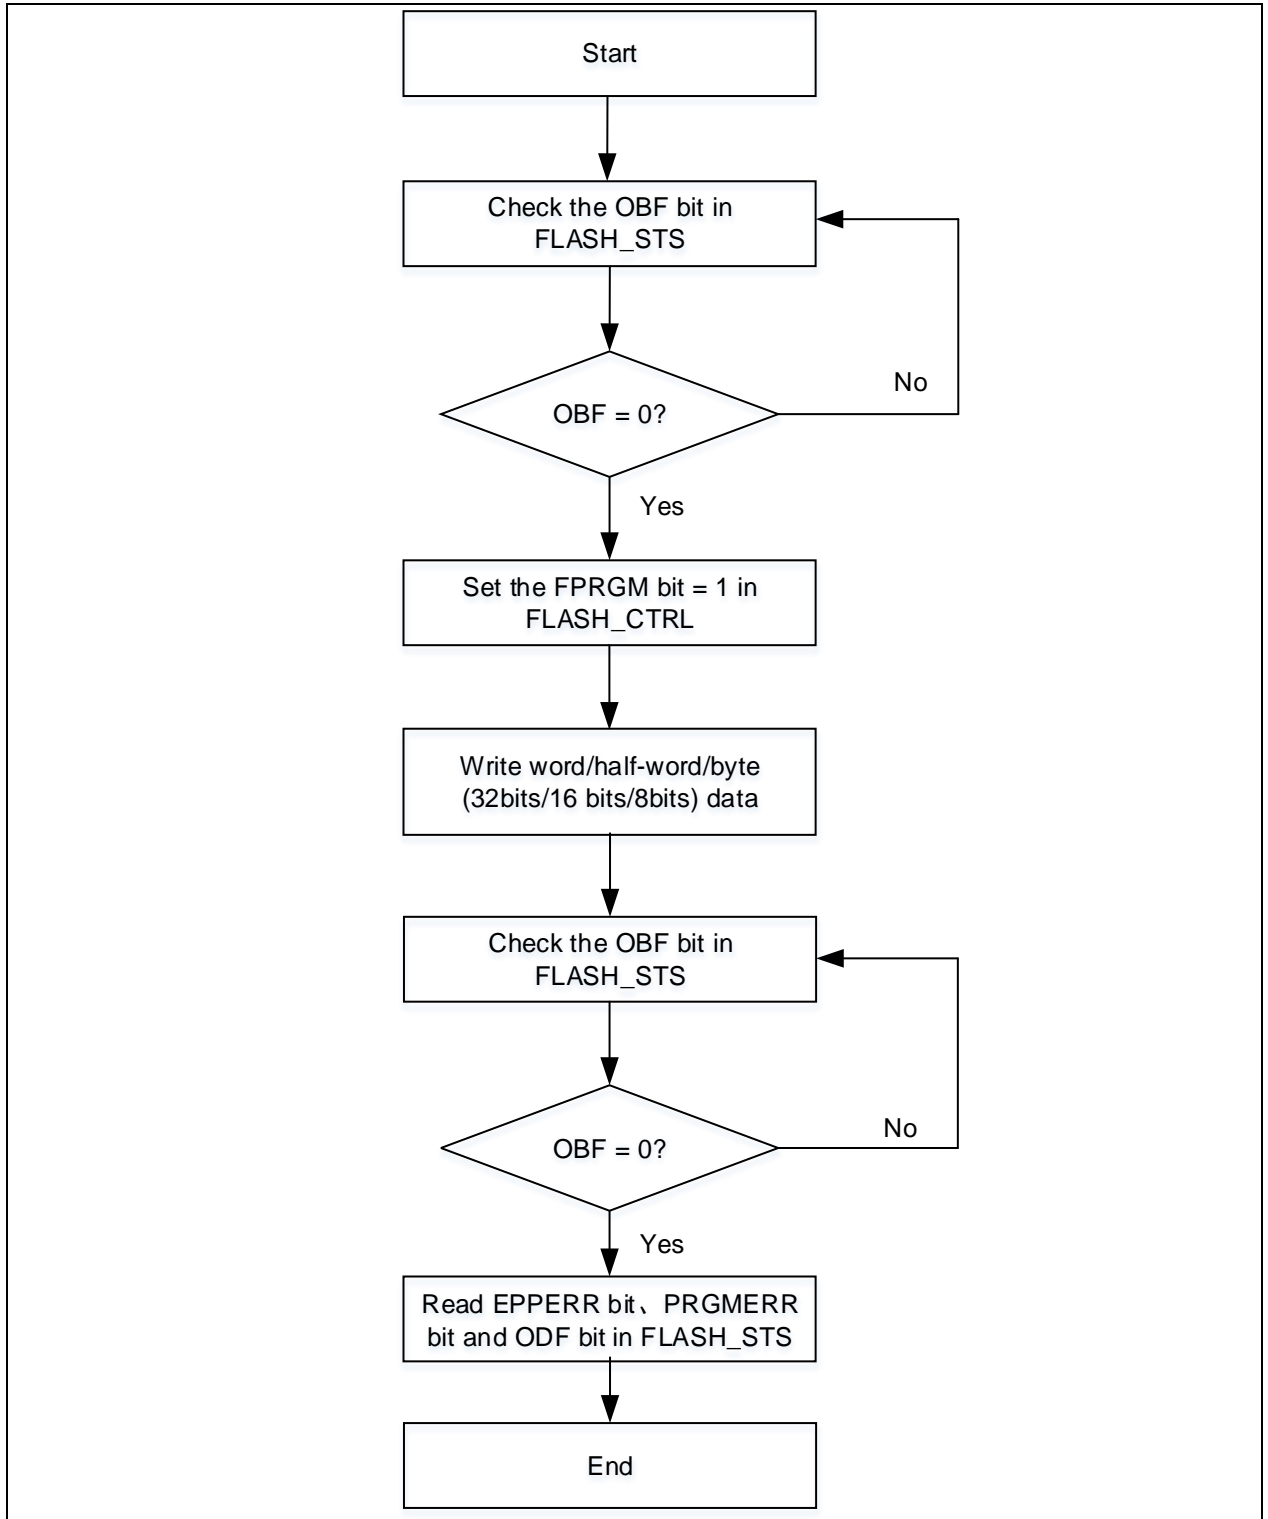 Start
Check the OBF bit in
FLASH_STS
No
OBF = 0?
Yes
Set the FPRGM bit = 1 in
FLASH_CTRL
Write word/half-word/byte
(32bits/16 bits/8bits) data
Check the OBF bit in
FLASH_STS
No
OBF = 0?
Yes
Read EPPERR bit、PRGMERR
bit and ODF bit in FLASH_STS
End